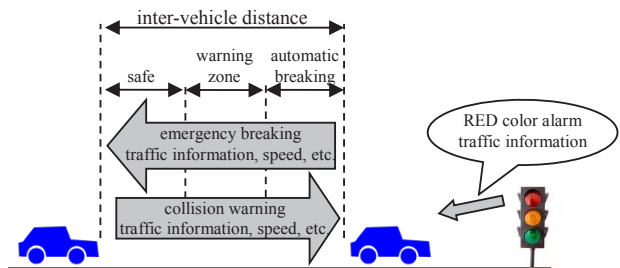 inter-vehicle distance
safe
warning
zone
automatic
breaking
emergency breaking
traffic information, speed, etc.
collision warning
traffic information, speed, etc.
RED color alarm
traffic information